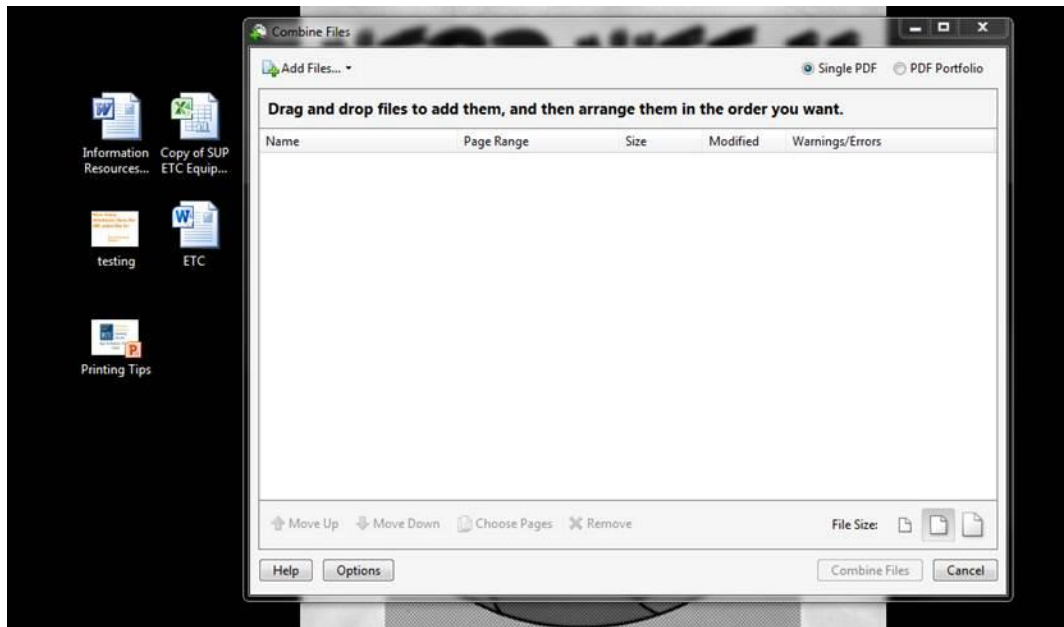 Combine Files
Add Files...
Single PDF
PDF Portfolio
Drag and drop files to add them, and then arrange them in the order you want.
Name Page Range Size Modified Warnings/Errors
Move Up Move Down Choose Pages Remove File Size:
Help Options Combine Files Cancel
Information
Resources...
Copy of SUP
ETC Equip...
testing
ETC
Printing Tips